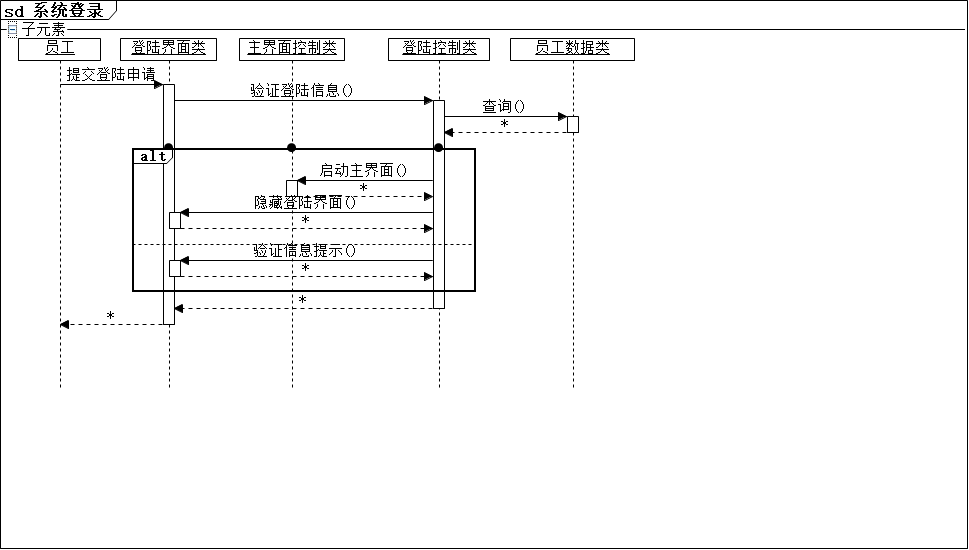 sd 系统登录
子元素
员工 登陆界面类 主界面控制类 登陆控制类 员工数据类
提交登陆申请
验证登陆信息()
查询()
*
alt
启动主界面()
*
隐藏登陆界面()
*
验证信息提示()
*
*
*